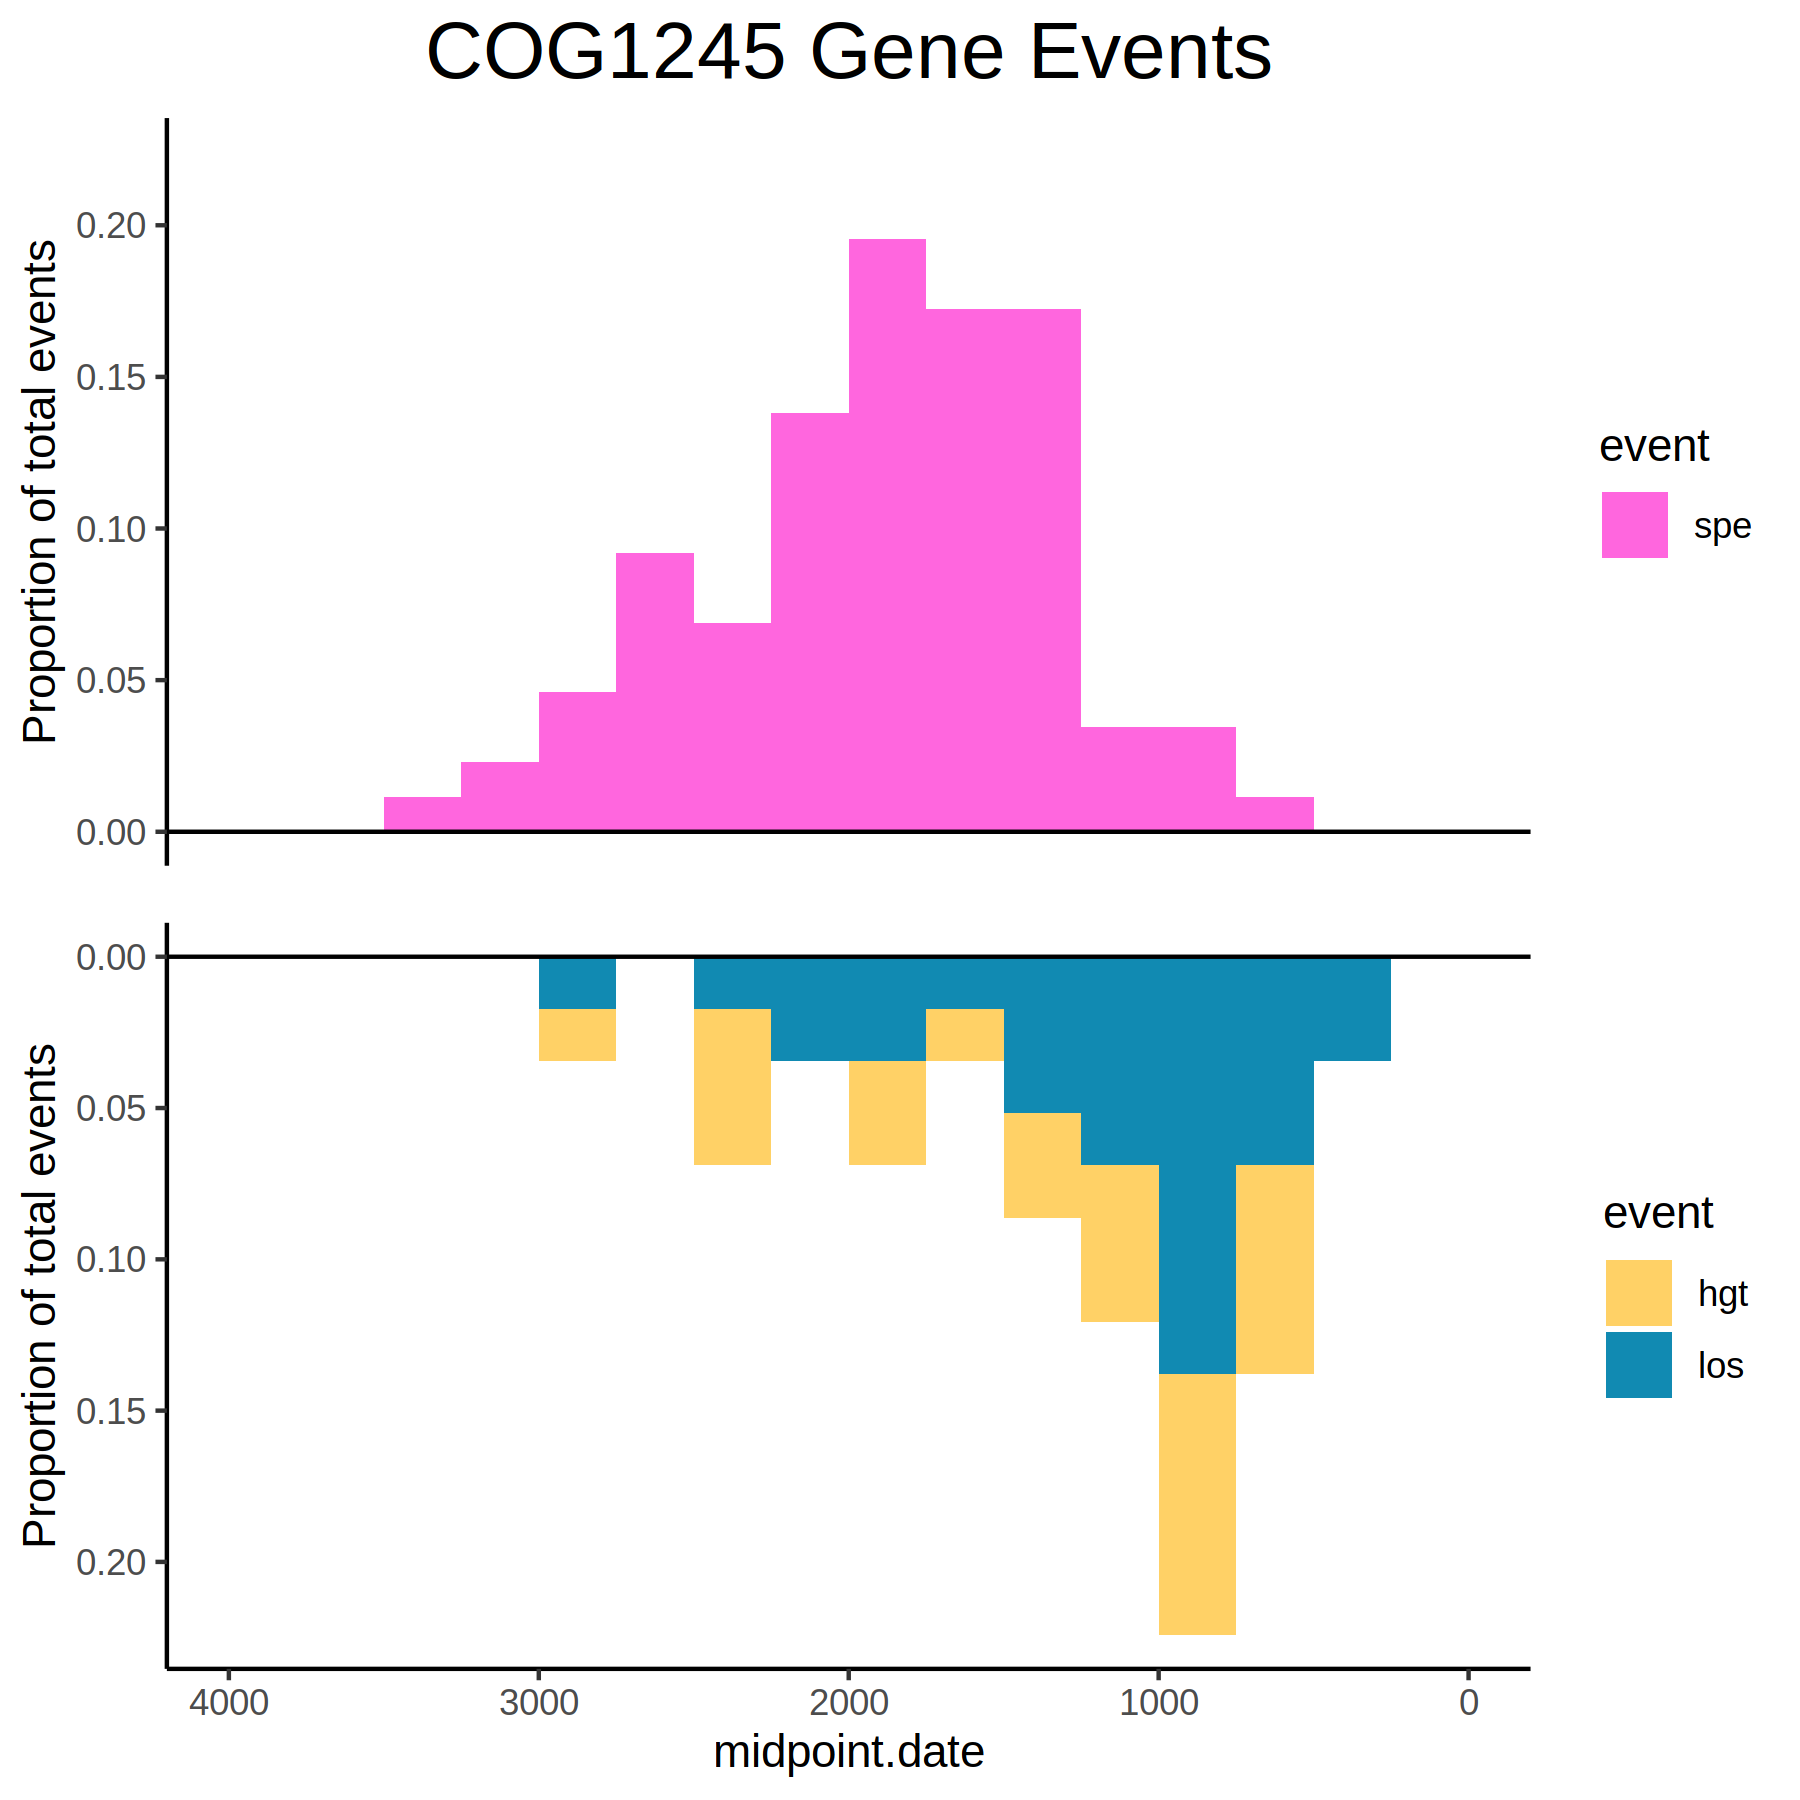 COG1245 Gene Events
Proportion of total events
0.20
0.15
0.10
0.05
0.00
event
spe
Proportion of total events
0.00
0.05
0.10
0.15
0.20
event
hgt
los
4000 3000 2000 1000 0
midpoint.date